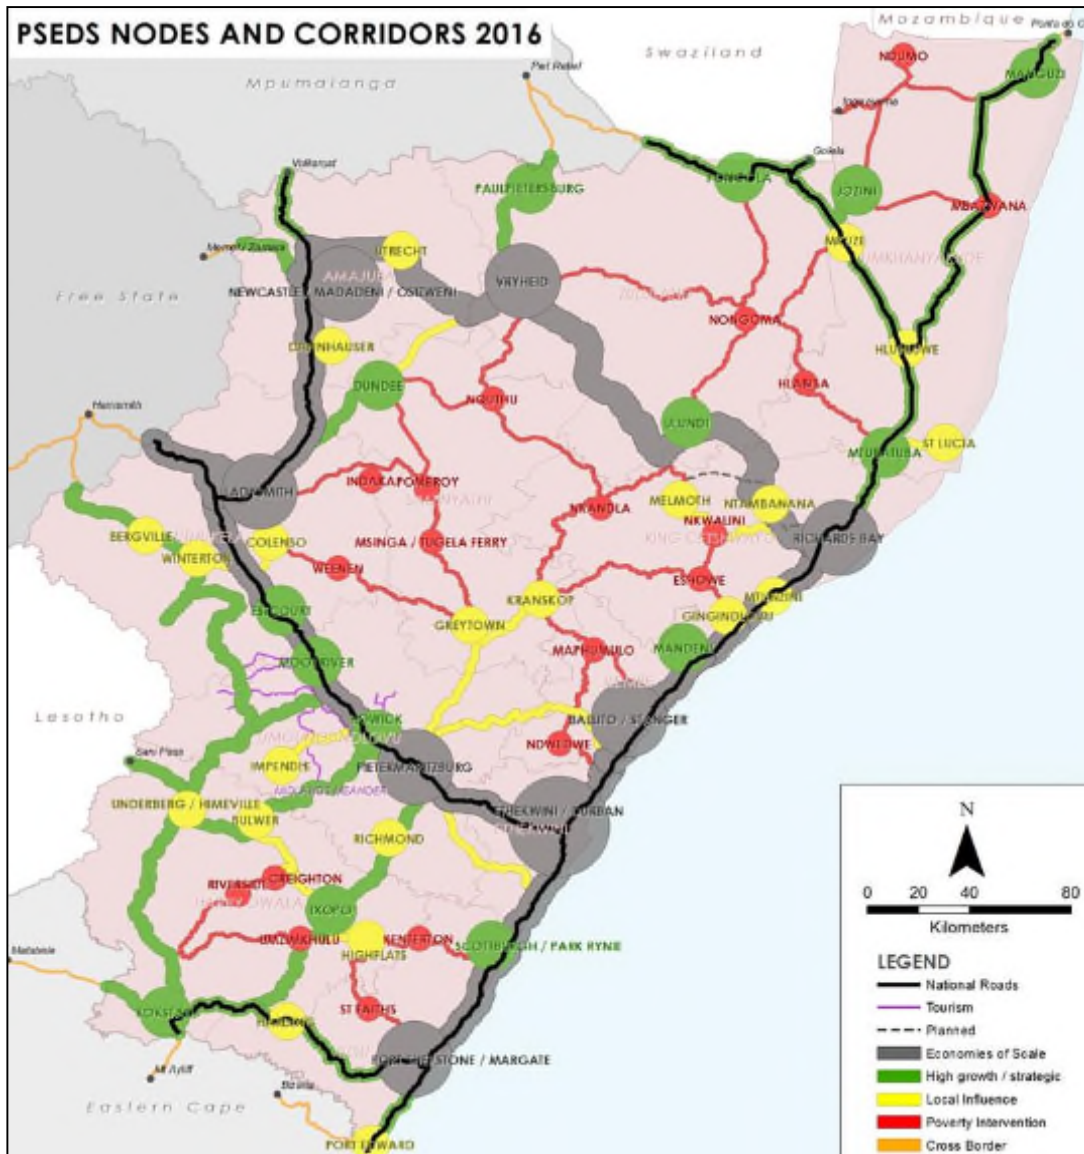 PSEDS NODES AND CORRIDORS 2016
Mozambique
Swaziland
Piet Retief
Mpumalanga
NDUMO
MANGUZI
Volksrust
Golela
PAULPIETERSBURG
JOZINI
UTRECHT
MKUZE
AMAJUBA
VRYHEID
NEWCASTLE / MADADENI / OSIZWENI
Free State
NONGOMA
DANNHAUSER
HLUHLUWE
DUNDEE
HLABISA
NQUTHU
Harrismith
ULUNDI
MTUBATUBA
ST LUCIA
LADYSMITH
INDAKA
POMEROY
MELMOTH
NTAMBANANA
NKANDLA
NKWALINI
BERGVILLE
COLENSO
MSINGA / TUGELA FERRY
RICHARDS BAY
WINTERTON
WEENEN
ESHOWE
KRANSKOP
MTUNZINI
ESTCOURT
GREYTOWN
GINGINDLOVU
MOOI RIVER
MAPHUMULO
MANDENI
Lesotho
HOWICK
BALLITO / STANGER
Sani Pass
NDWEDWE
IMPENDLE
PIETERMARITZBURG
UNDERBERG / HIMEVILLE
ETHEKWINI / DURBAN
BULWER
RICHMOND
CREIGHTON
RIVERSIDE
IXOPO
UMZIMKHULU
KENTERTON
SCOTTBURGH / PARK RYNIE
HIGHFLATS
Matatiele
KOKSTAD
ST FAITHS
HARDING
PORT SHEPSTONE / MARGATE
Mt Ayliff
Bizana
Eastern Cape
PORT EDWARD
N
0 20 40 80
Kilometers
LEGEND
National Roads
Tourism
Planned
Economies of Scale
High growth / strategic
Local Influence
Poverty Intervention
Cross Border